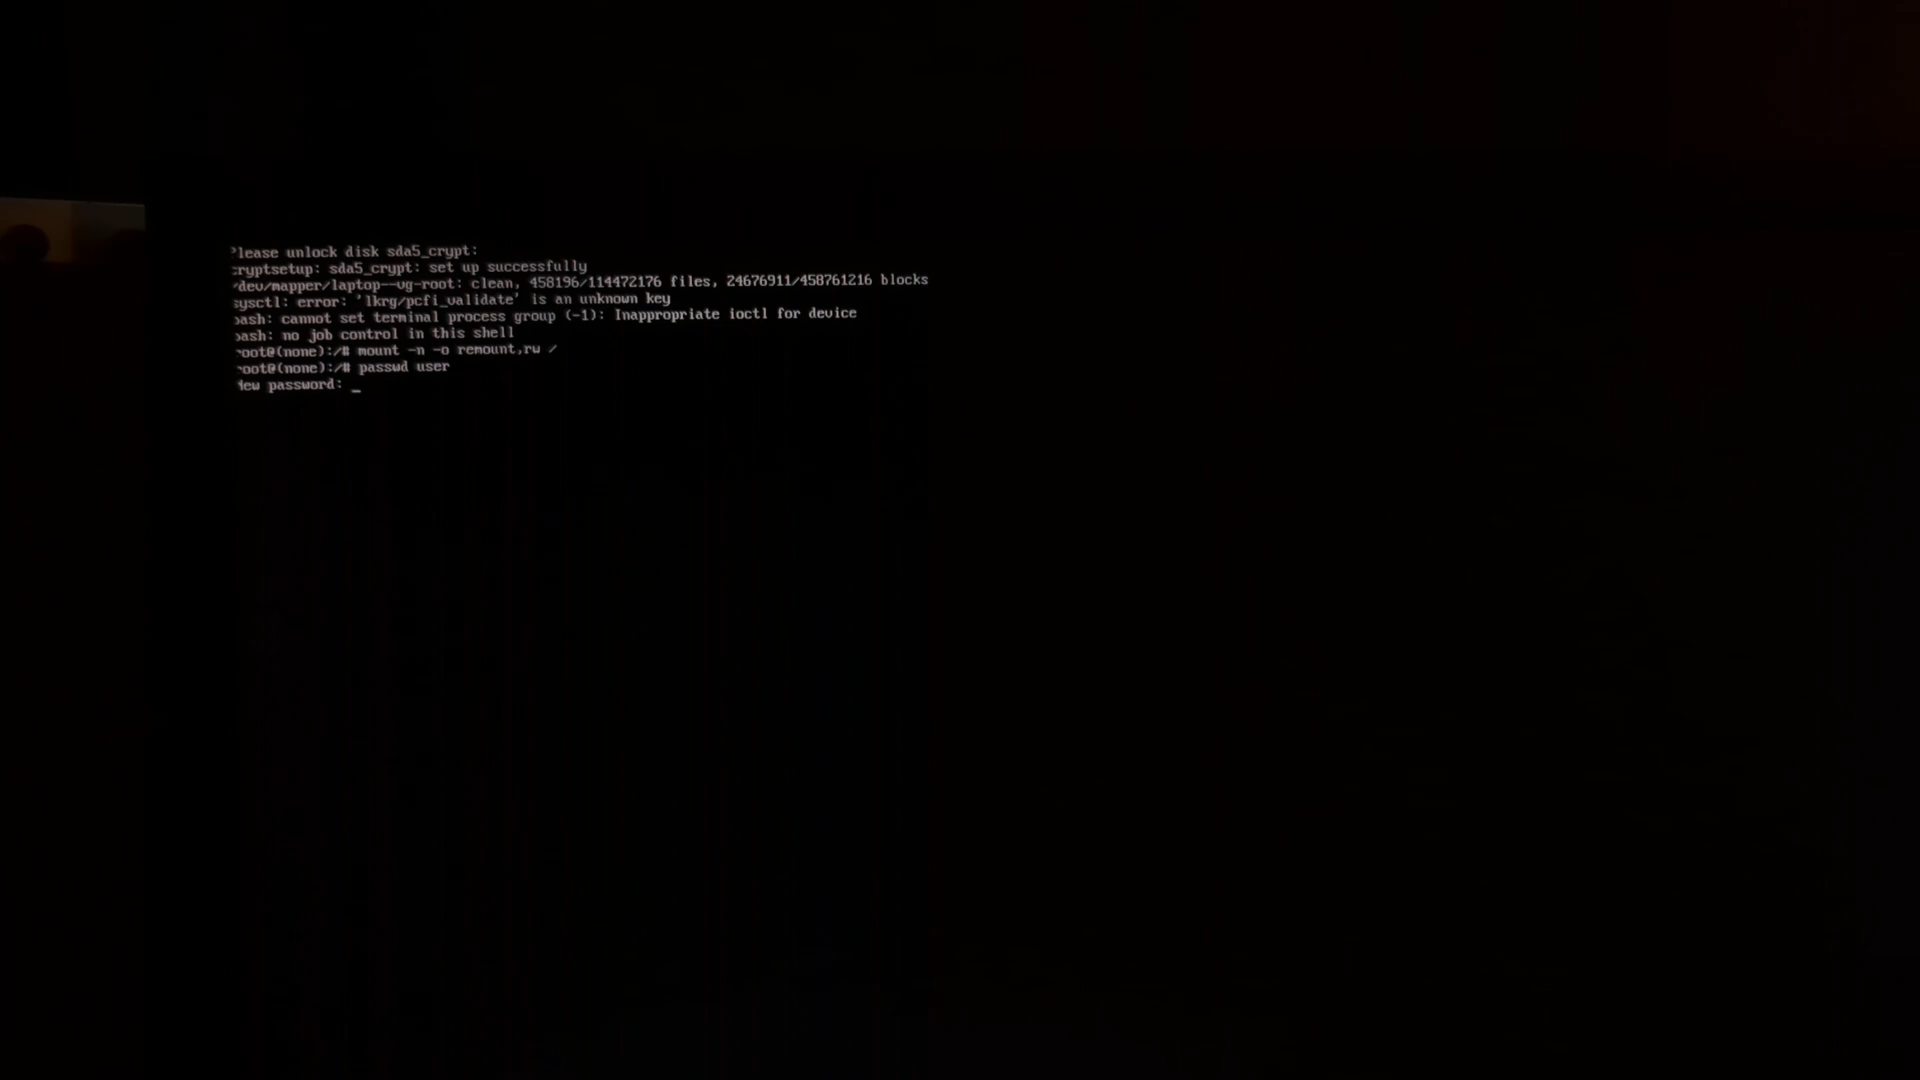 Please unlock disk sda5_crypt:
cryptsetup: sda5_crypt: set up successfully
/dev/mapper/laptop--vg-root: clean, 458196/114472176 files, 24676911/458761216 blocks
sysctl: error: 'lkrg/pcfi_validate' is an unknown key
bash: cannot set terminal process group (-1): Inappropriate ioctl for device
bash: no job control in this shell
root@(none):/# mount -n -o remount,rw /
root@(none):/# passwd user
New password: _